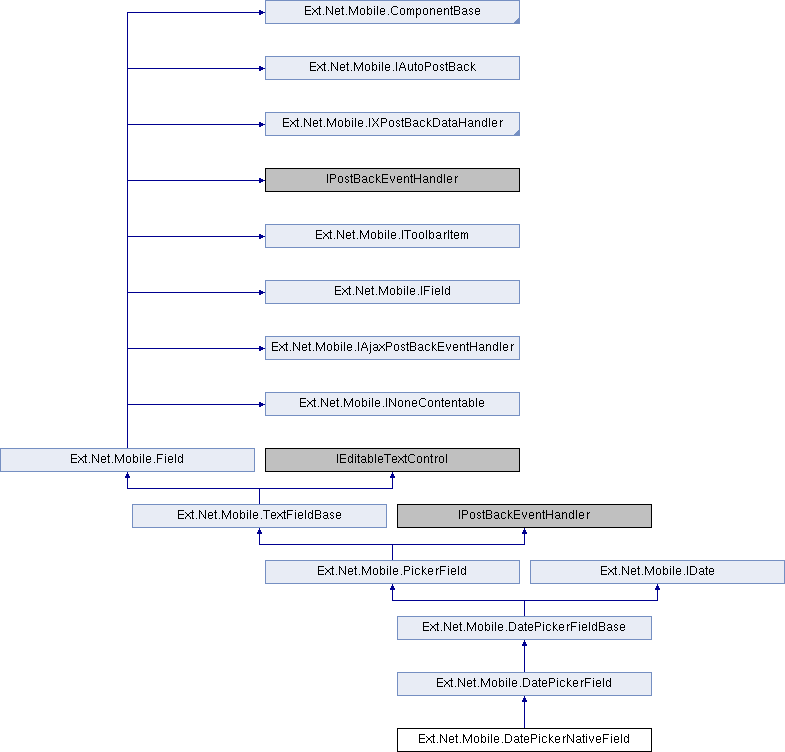 Ext.Net.Mobile.ComponentBase
Ext.Net.Mobile.IAutoPostBack
Ext.Net.Mobile.IXPostBackDataHandler
IPostBackEventHandler
Ext.Net.Mobile.IToolbarItem
Ext.Net.Mobile.IField
Ext.Net.Mobile.IAjaxPostBackEventHandler
Ext.Net.Mobile.INoneContentable
Ext.Net.Mobile.Field
IEditableTextControl
Ext.Net.Mobile.TextFieldBase
IPostBackEventHandler
Ext.Net.Mobile.PickerField
Ext.Net.Mobile.IDate
Ext.Net.Mobile.DatePickerFieldBase
Ext.Net.Mobile.DatePickerField
Ext.Net.Mobile.DatePickerNativeField